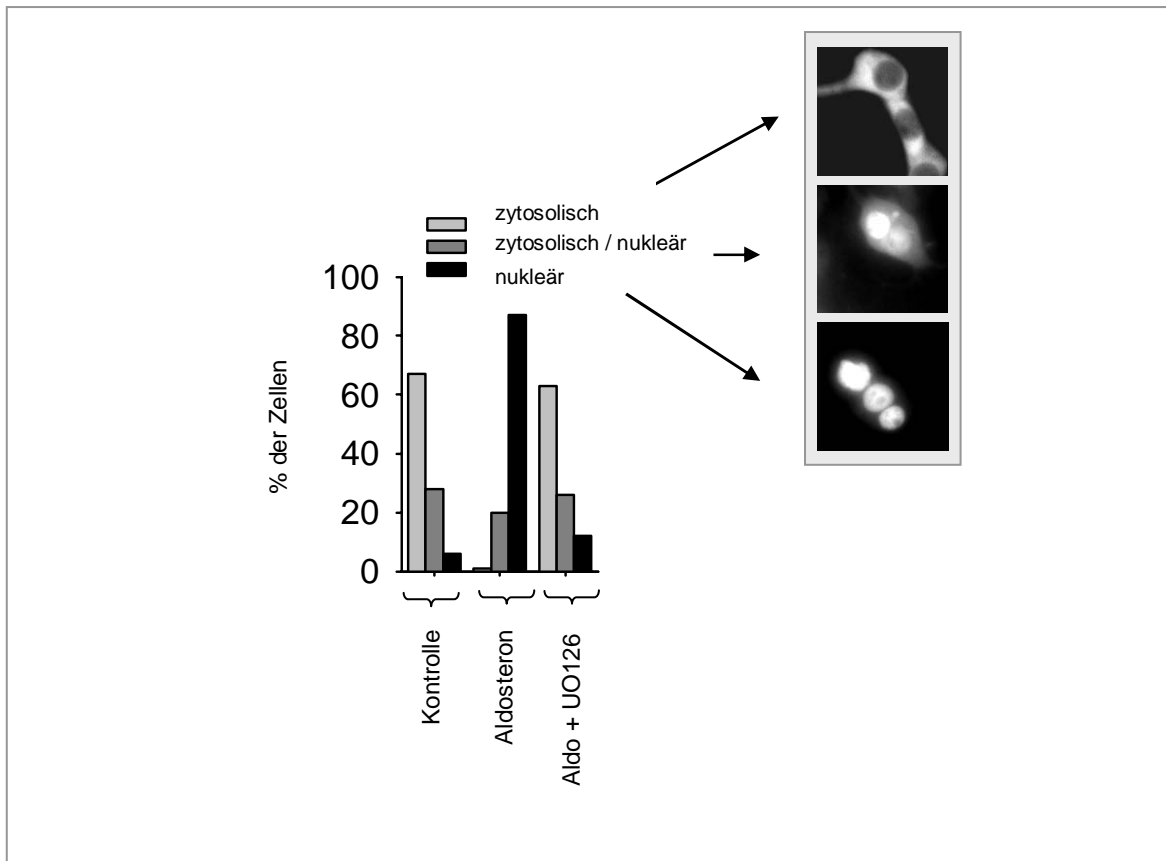 zytosolisch
zytosolisch / nukleär
nukleär
100
80
60
40
20
0
% der Zellen
Kontrolle
Aldosteron
Aldo + UO126